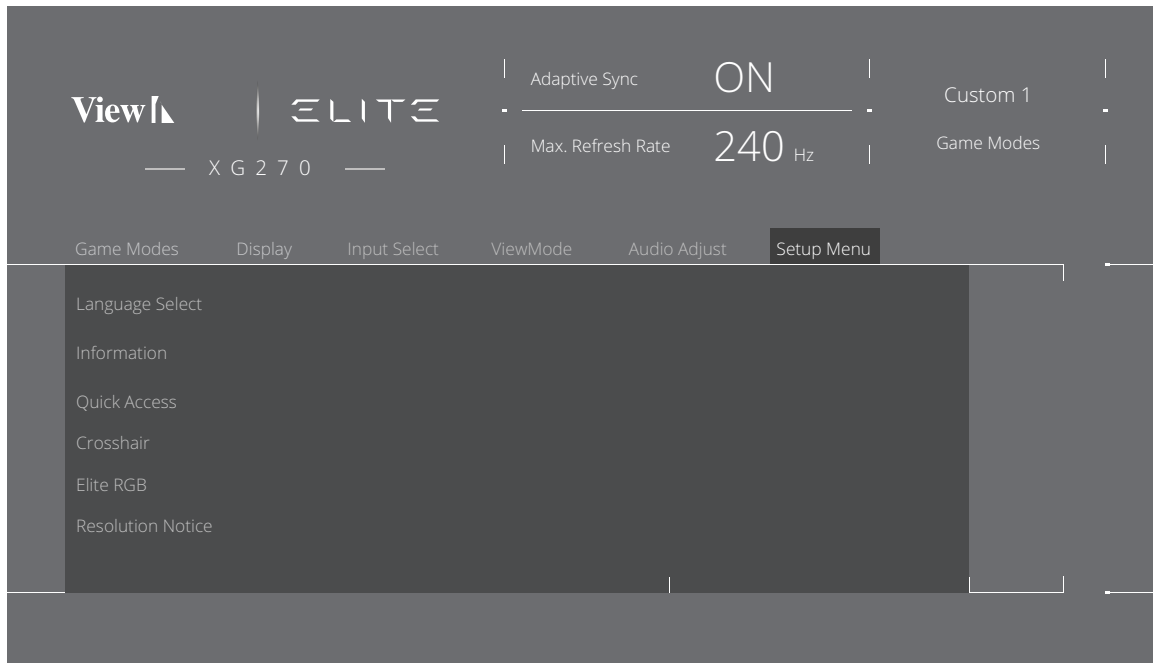 Adaptive Sync ON
View ELITE
Custom 1
Max. Refresh Rate 240 Hz
Game Modes
XG270
Game Modes Display Input Select ViewMode Audio Adjust Setup Menu
Language Select
Information
Quick Access
Crosshair
Elite RGB
Resolution Notice